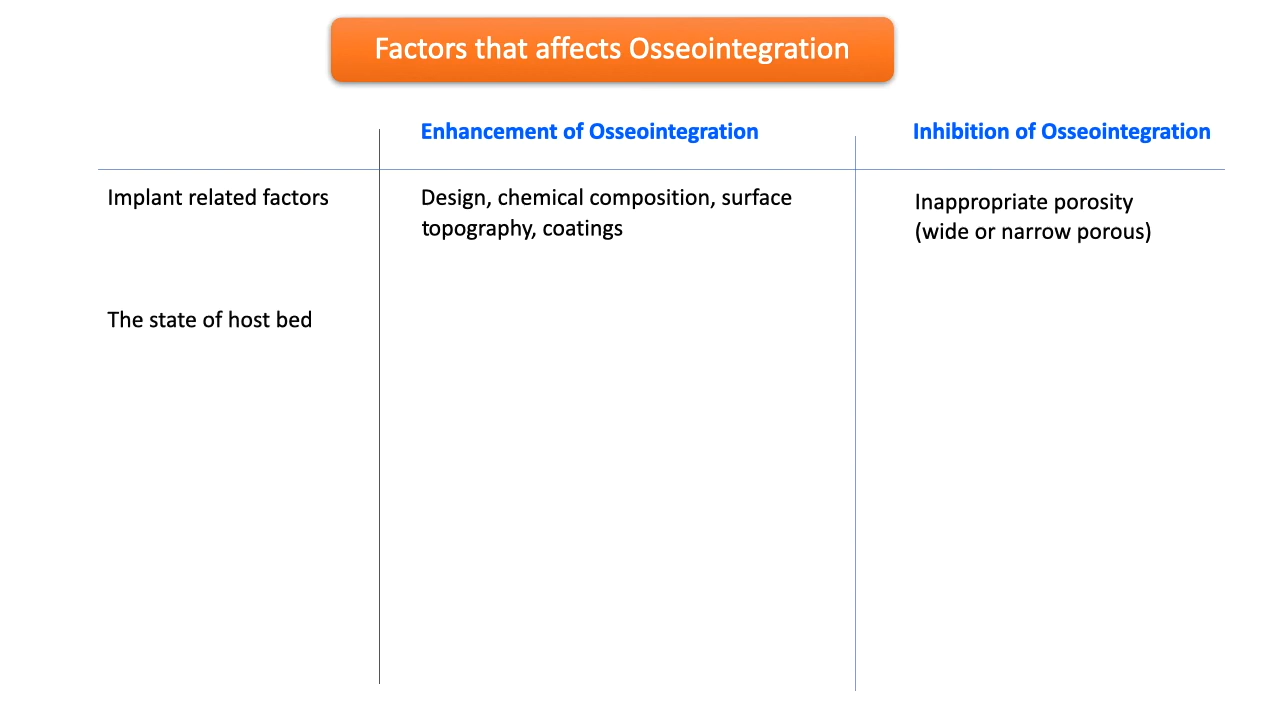 Factors that affects Osseointegration
Enhancement of Osseointegration
Inhibition of Osseointegration
Implant related factors
Design, chemical composition, surface
topography, coatings
Inappropriate porosity
(wide or narrow porous)
The state of host bed